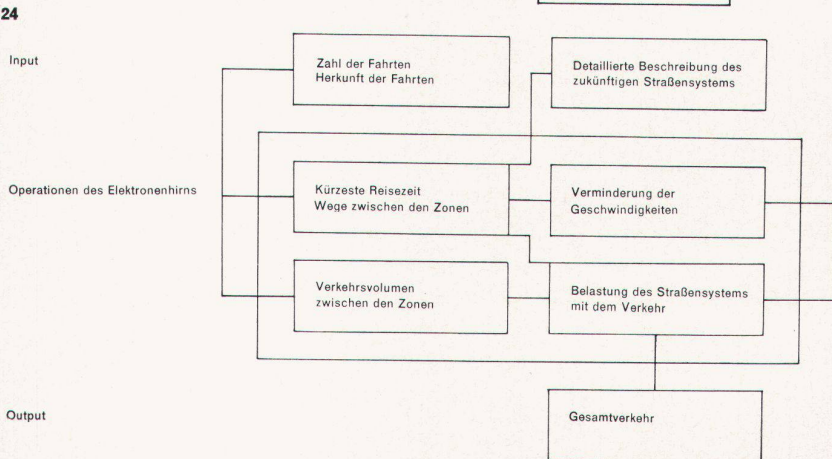 24
Input
Zahl der Fahrten
Herkunft der Fahrten
Detaillierte Beschreibung des
zukünftigen Straßensystems
Operationen des Elektronenhirns
Kürzeste Reisezeit
Wege zwischen den Zonen
Verminderung der
Geschwindigkeiten
Verkehrsvolumen
zwischen den Zonen
Belastung des Straßensystems
mit dem Verkehr
Output
Gesamtverkehr